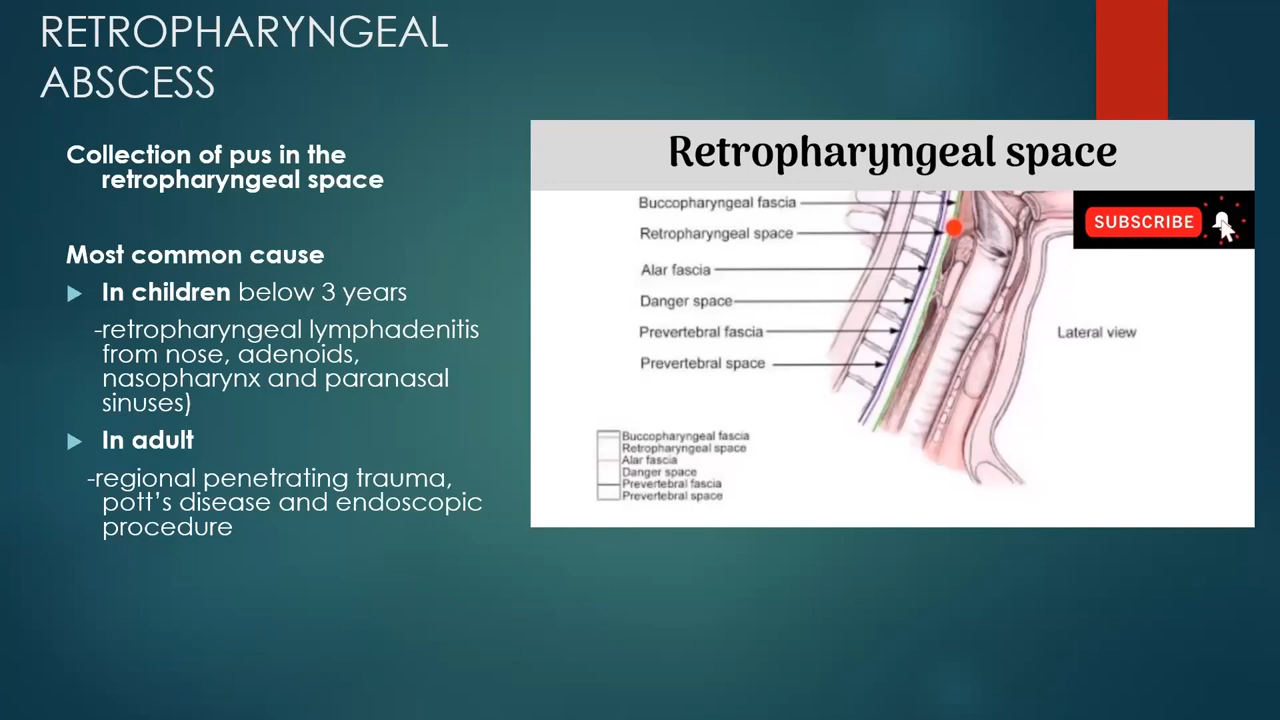 RETROPHARYNGEAL
ABSCESS
Collection of pus in the
retropharyngeal space
Most common cause
In children below 3 years
-retropharyngeal lymphadenitis
from nose, adenoids,
nasopharynx and paranasal
sinuses)
In adult
-regional penetrating trauma,
pott's disease and endoscopic
procedure
Retropharyngeal space
SUBSCRIBE
Buccopharyngeal fascia
Retropharyngeal space
Alar fascia
Danger space
Prevertebral fascia
Prevertebral space
Lateral view
Buccopharyngeal fascia
Retropharyngeal space
Alar fascia
Danger space
Prevertebral fascia
Prevertebral space